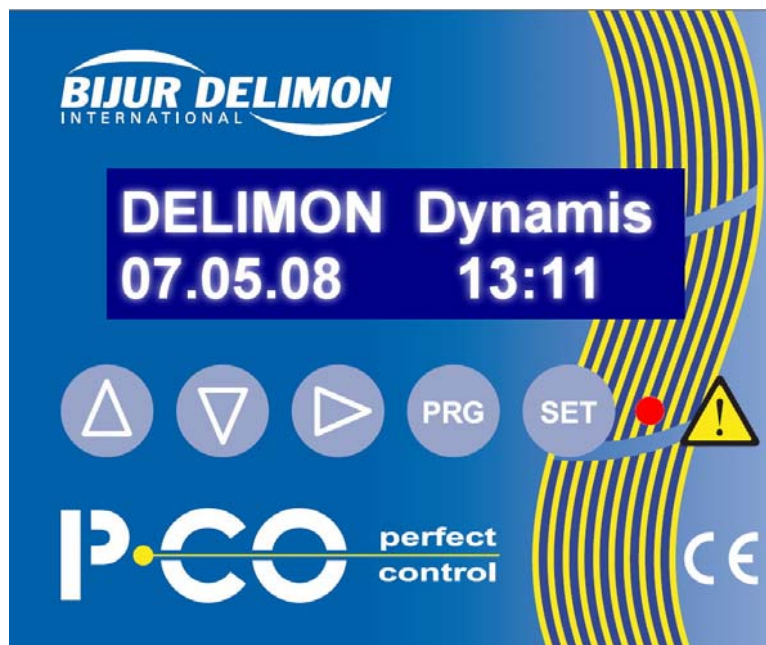 BIJUR DELIMON
INTERNATIONAL
DELIMON Dynamis
07.05.08 13:11
PRG SET !
P·CO perfect
control
CE